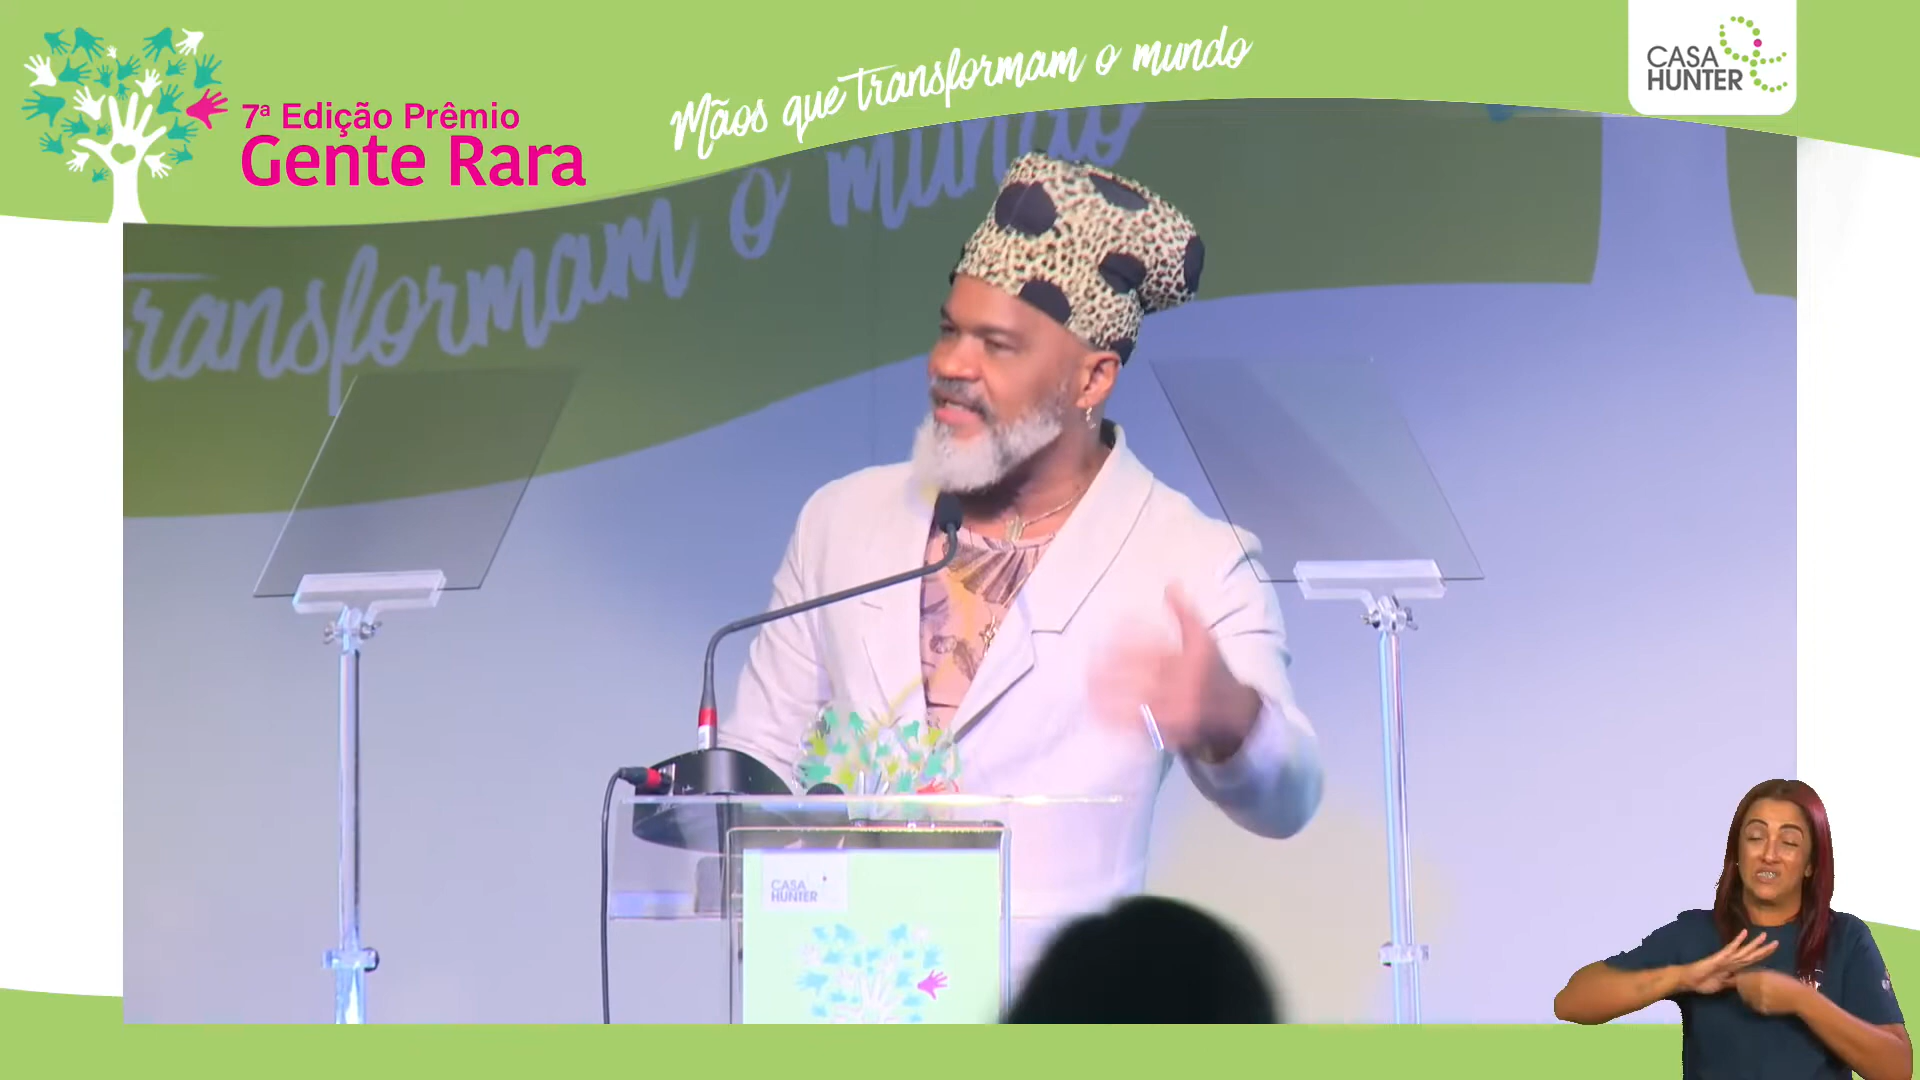 7ª Edição Prêmio
Gente Rara
Mãos que transformam o mundo
CASA
HUNTER
transformam o mundo
CASA
HUNTER